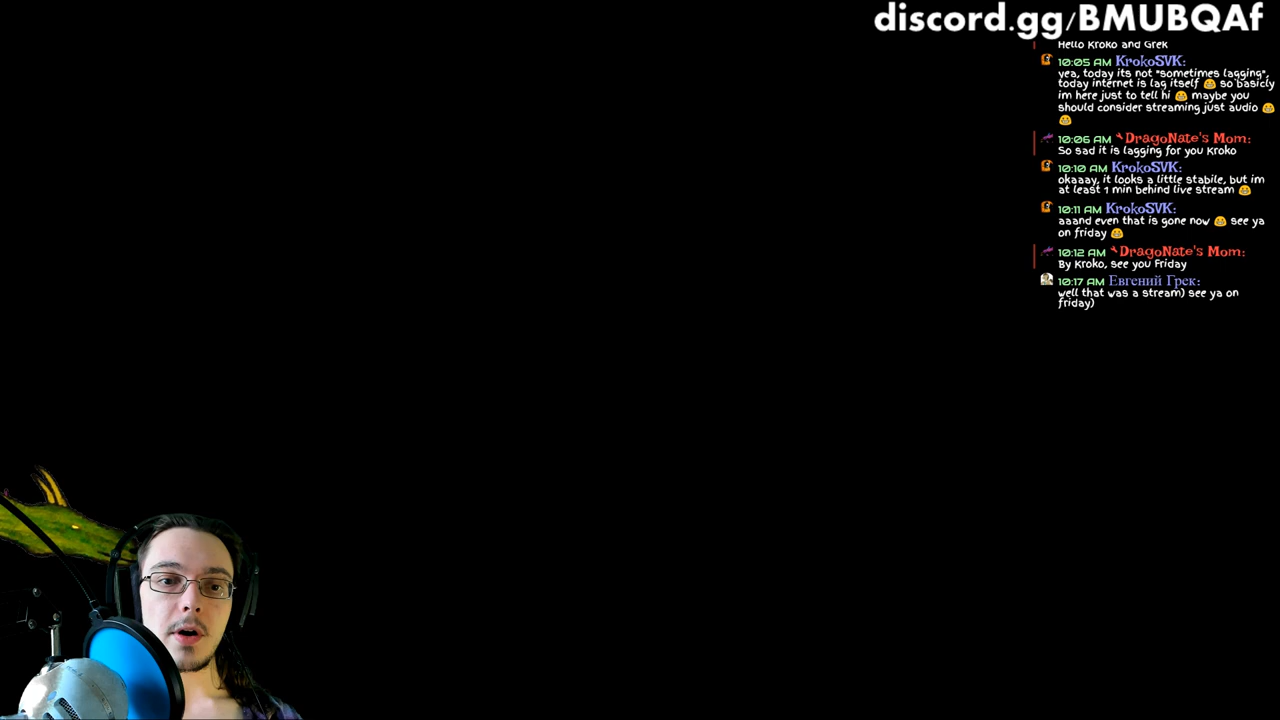 discord.gg/BMUBQAf
Hello Kroko and Grek
10:05 AM KrokoSVK:
yea, today its not "sometimes lagging",
today internet is lag itself 😂 so basicly
im here just to tell hi 😂 maybe you
should consider streaming just audio 😂
😂
10:06 AM DragoNate's Mom:
So sad it is lagging for you Kroko
10:10 AM KrokoSVK:
okaaay, it looks a little stabile, but im
at least 1 min behind live stream 😂
10:11 AM KrokoSVK:
aaand even that is gone now 😂 see ya
on friday 😂
10:12 AM DragoNate's Mom:
By Kroko, see you Friday
10:17 AM Евгений Грек:
well that was a stream) see ya on
friday)